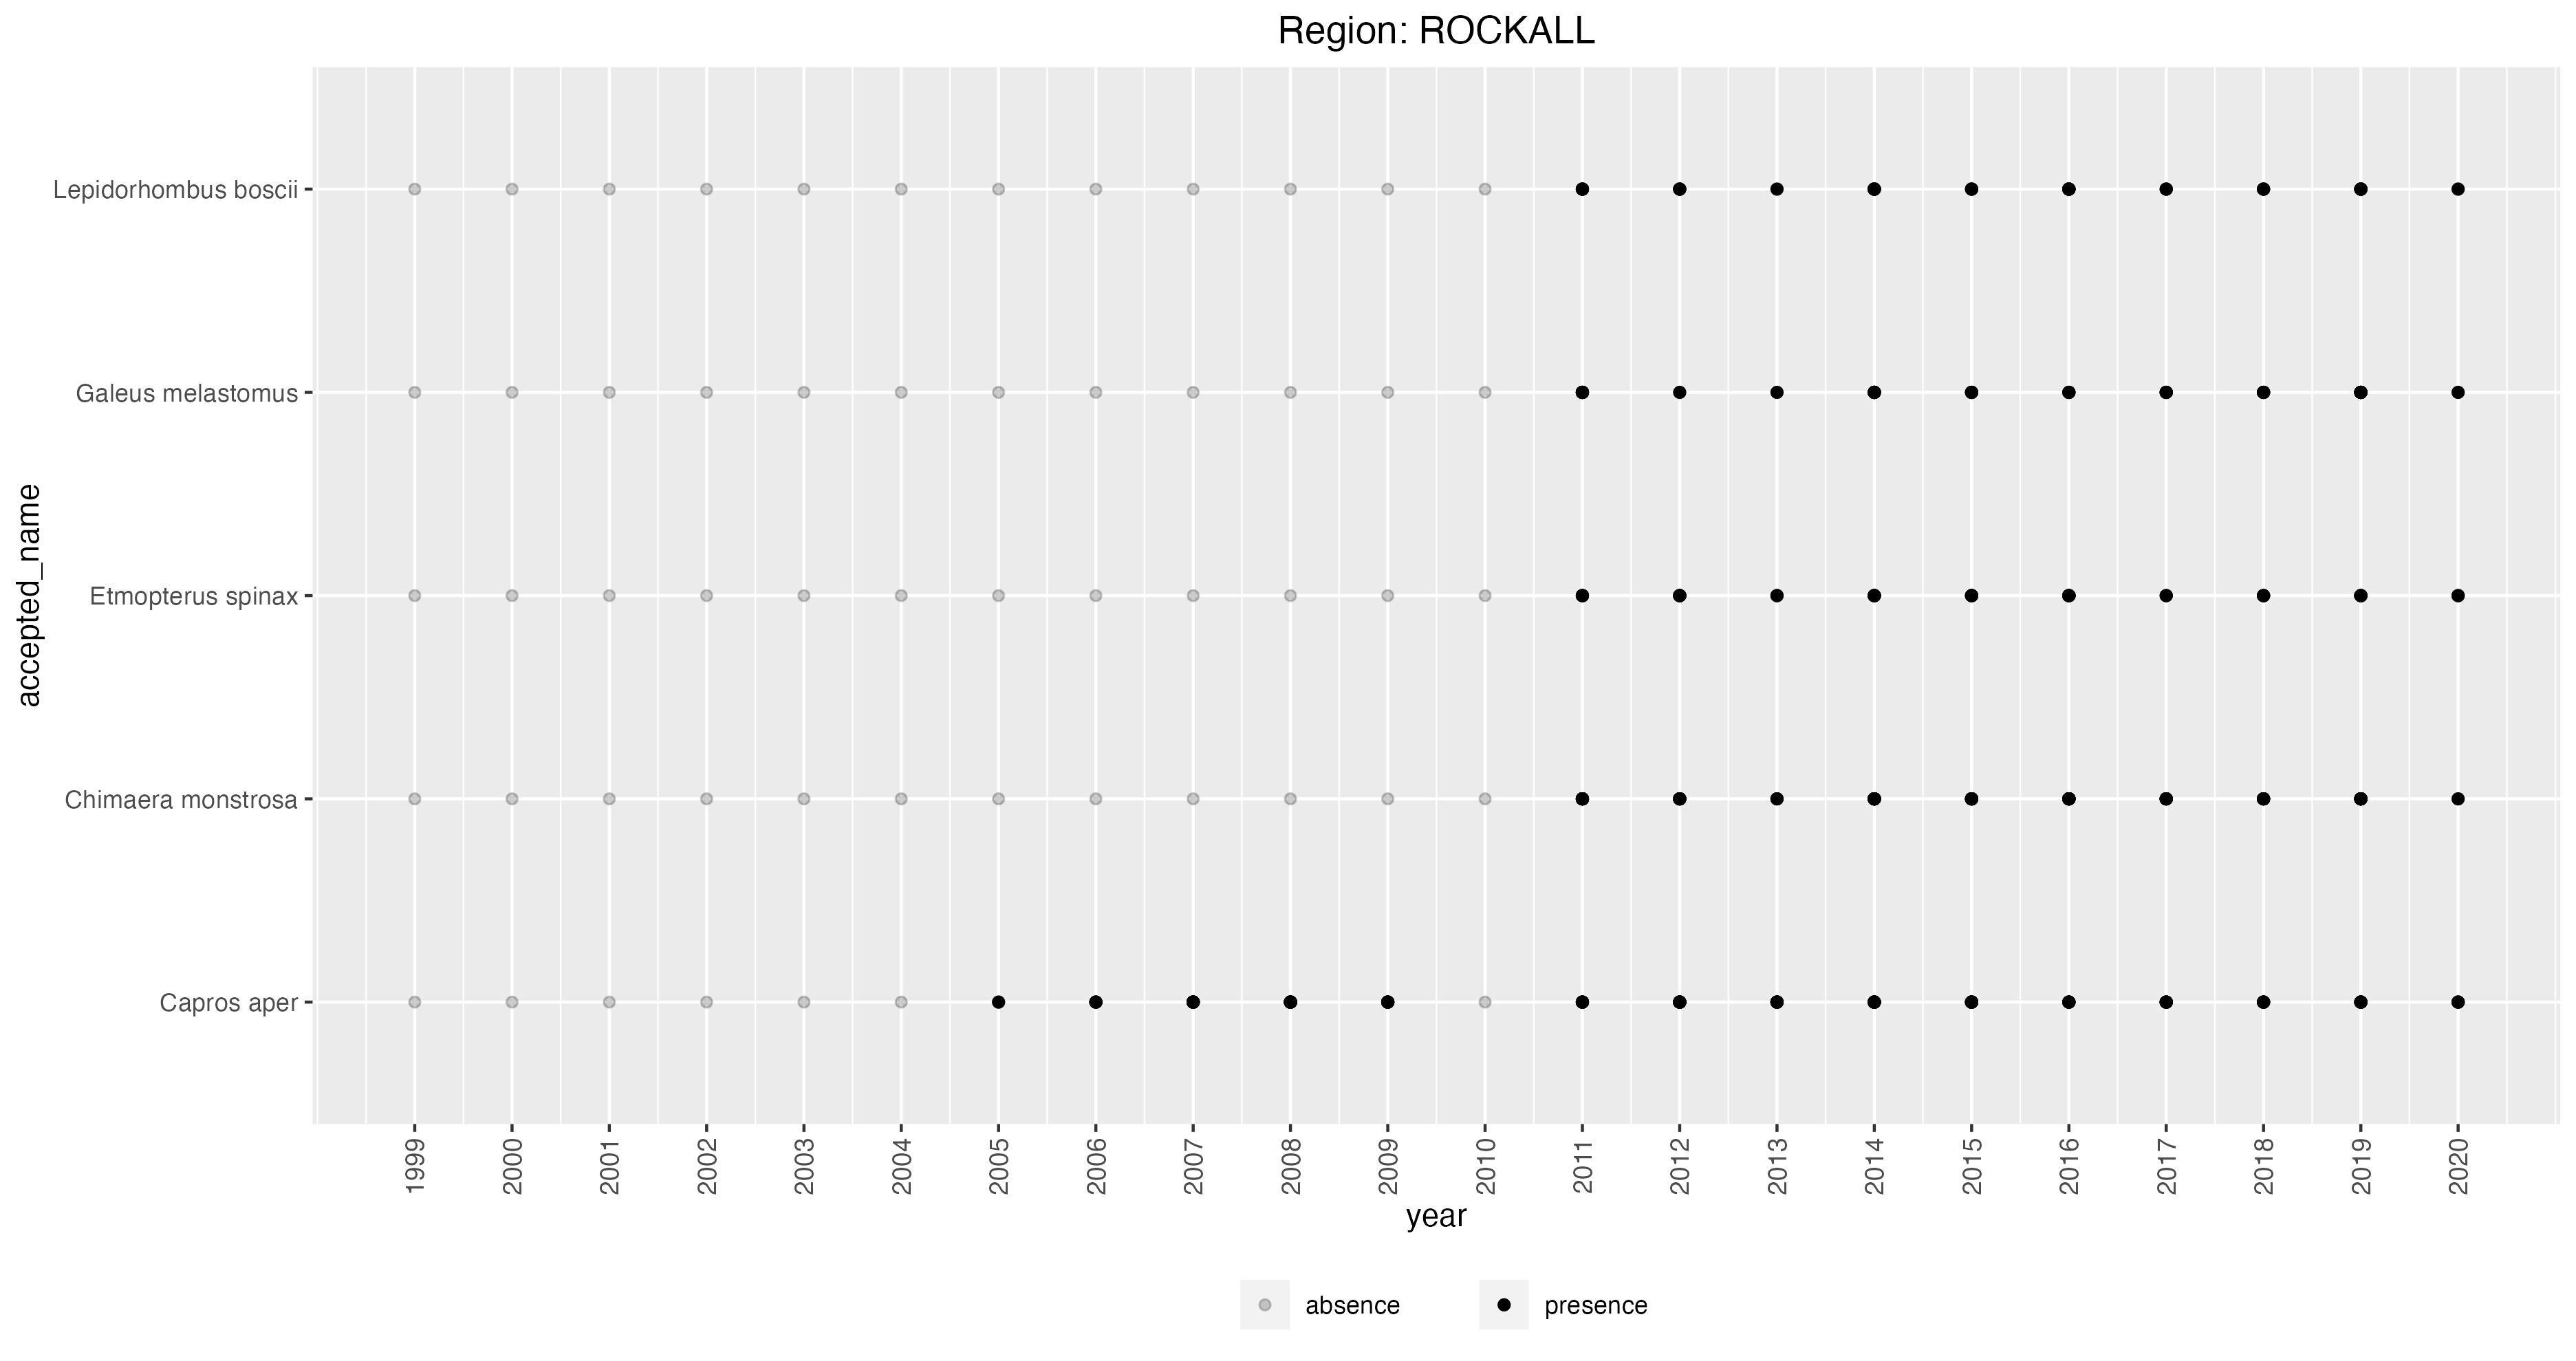 Region: ROCKALL
accepted_name
Lepidorhombus boscii
Galeus melastomus
Etmopterus spinax
Chimaera monstrosa
Capros aper
1999 2000 2001 2002 2003 2004 2005 2006 2007 2008 2009 2010 2011 2012 2013 2014 2015 2016 2017 2018 2019 2020
year
absence presence